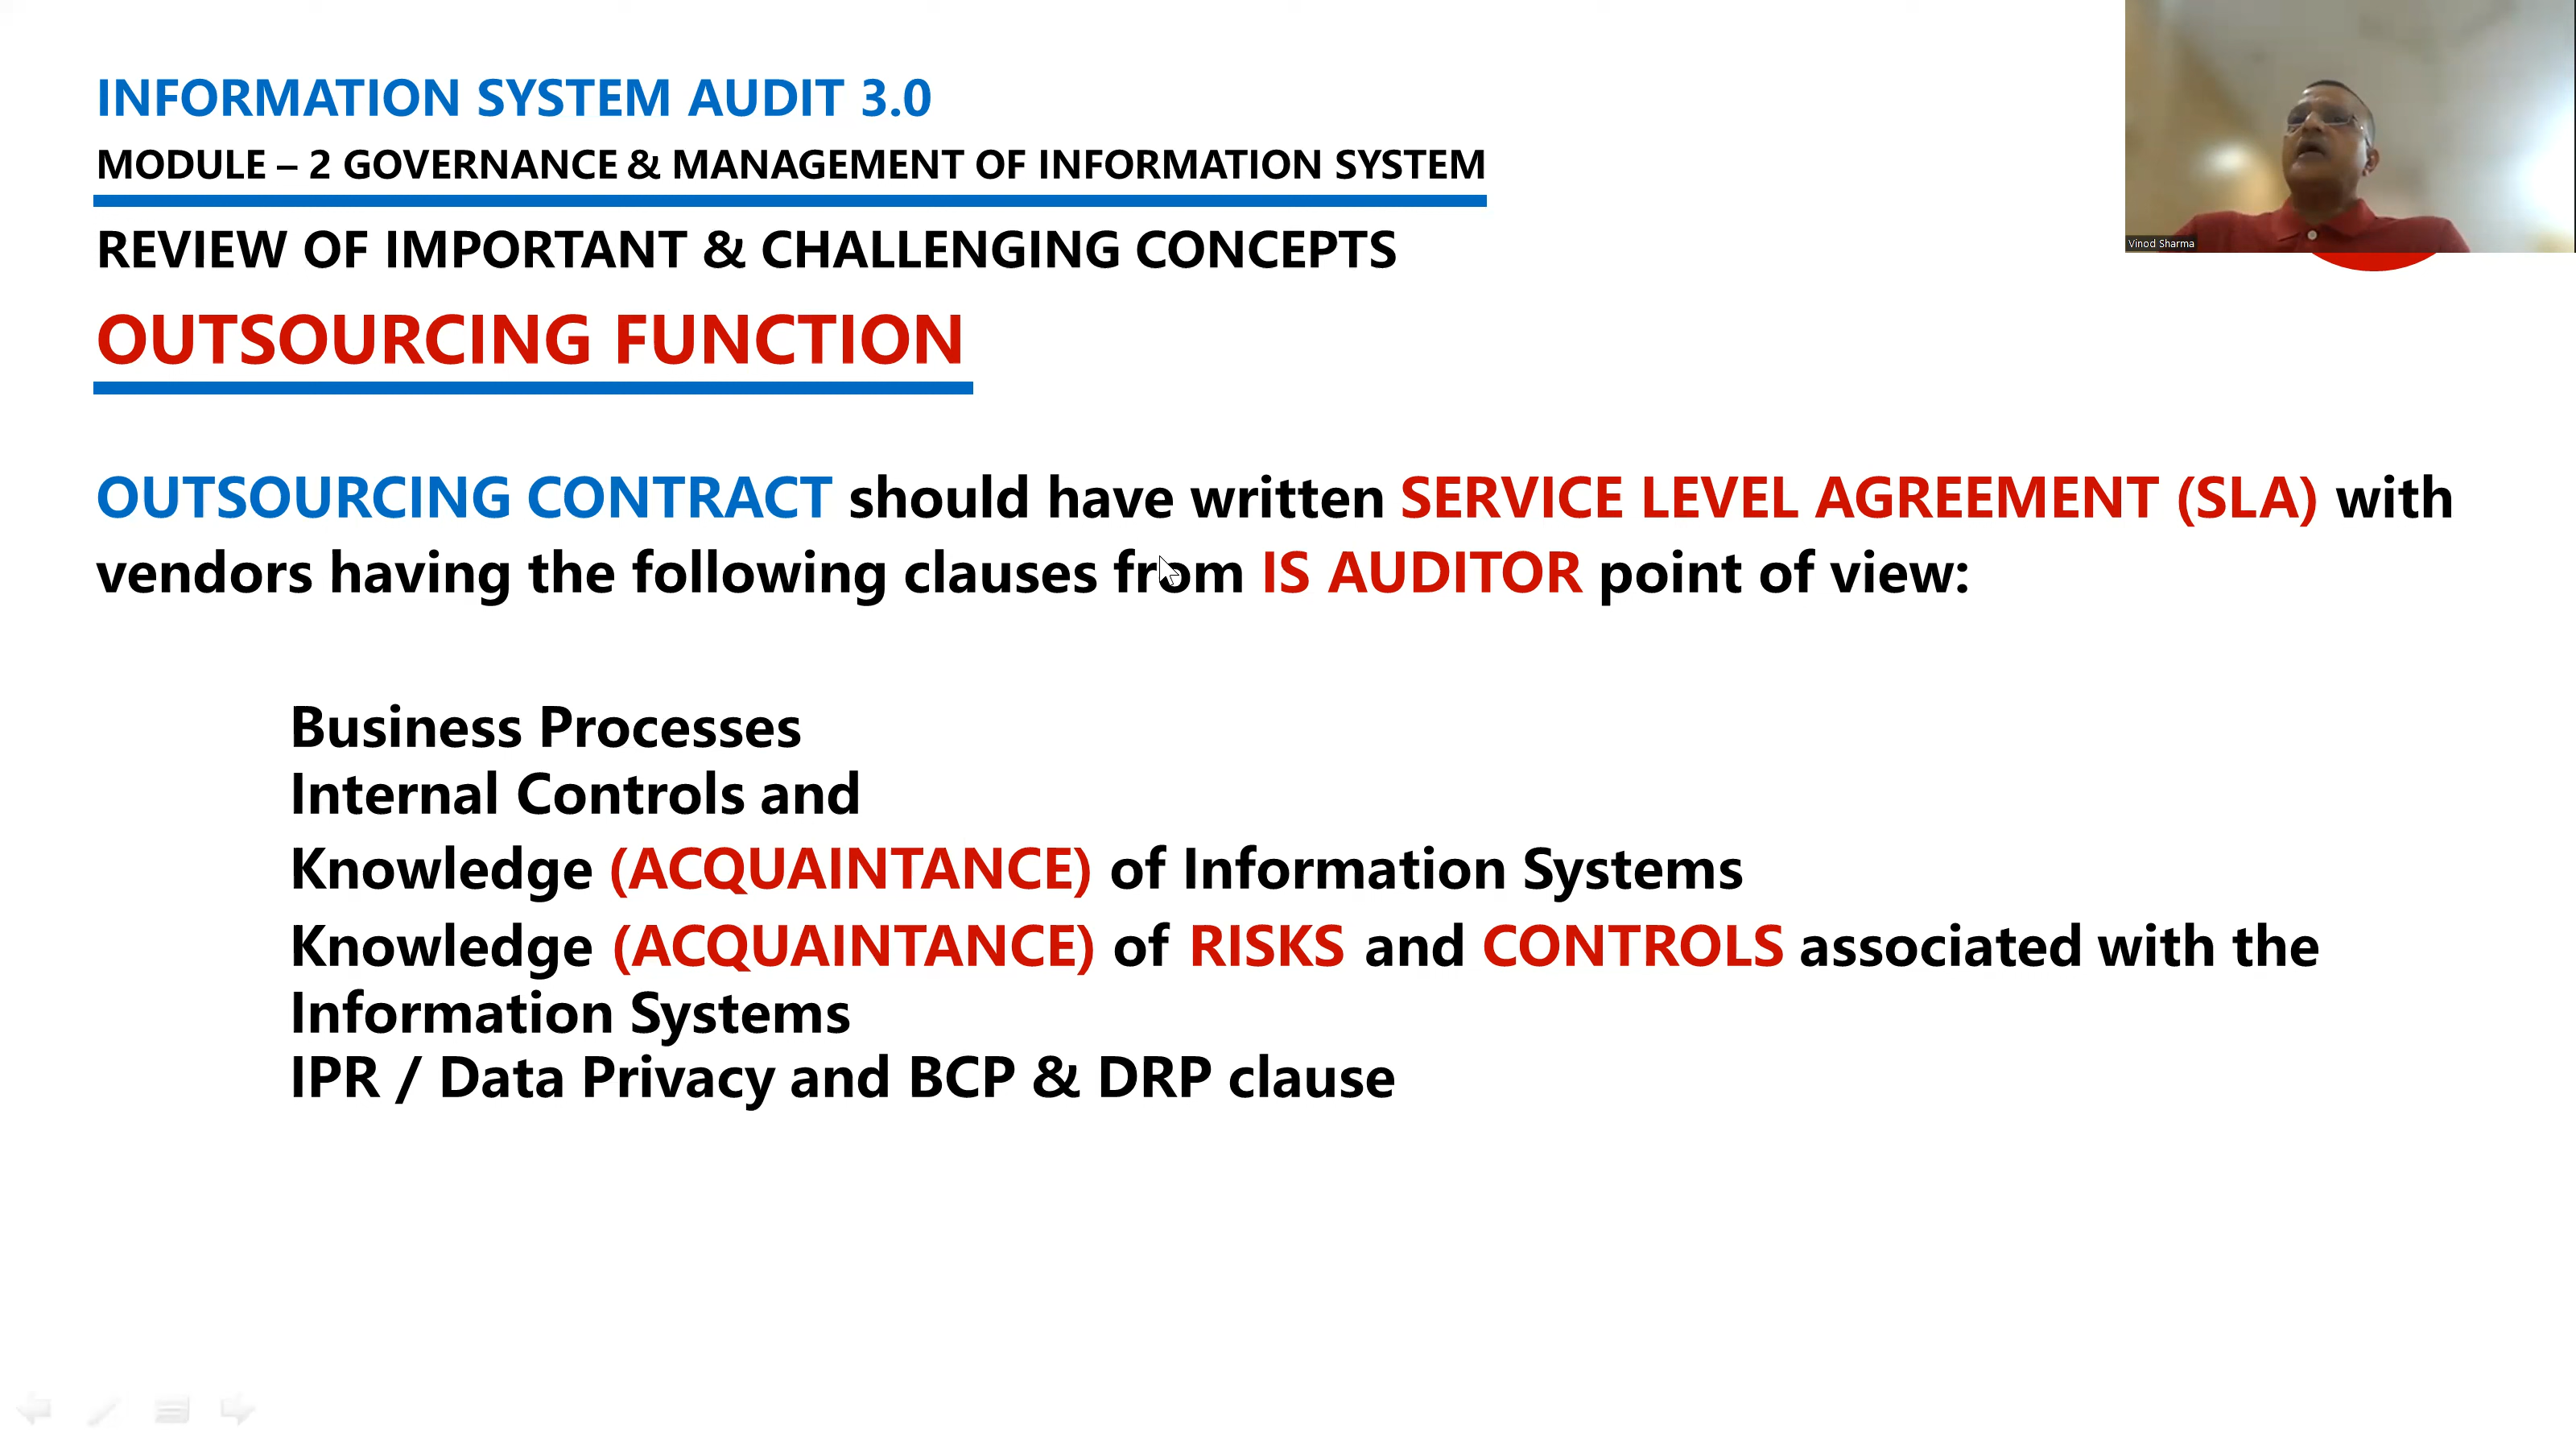 INFORMATION SYSTEM AUDIT 3.0
MODULE – 2 GOVERNANCE & MANAGEMENT OF INFORMATION SYSTEM
REVIEW OF IMPORTANT & CHALLENGING CONCEPTS
OUTSOURCING FUNCTION
Vinod Sharma
OUTSOURCING CONTRACT should have written SERVICE LEVEL AGREEMENT (SLA) with
vendors having the following clauses from IS AUDITOR point of view:
Business Processes
Internal Controls and
Knowledge (ACQUAINTANCE) of Information Systems
Knowledge (ACQUAINTANCE) of RISKS and CONTROLS associated with the
Information Systems
IPR / Data Privacy and BCP & DRP clause